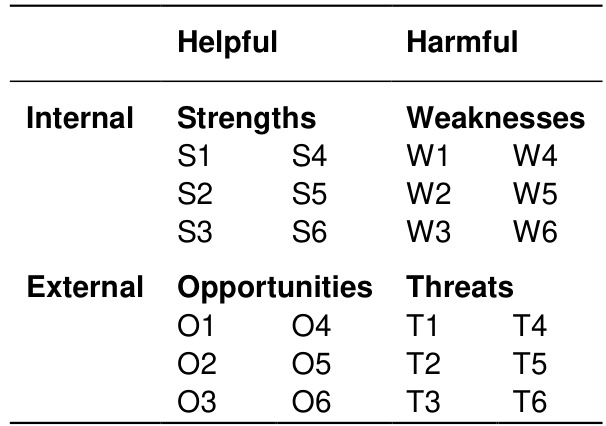 Helpful Harmful
Internal Strengths Weaknesses
S1 S4 W1 W4
S2 S5 W2 W5
S3 S6 W3 W6
External Opportunities Threats
O1 O4 T1 T4
O2 O5 T2 T5
O3 O6 T3 T6